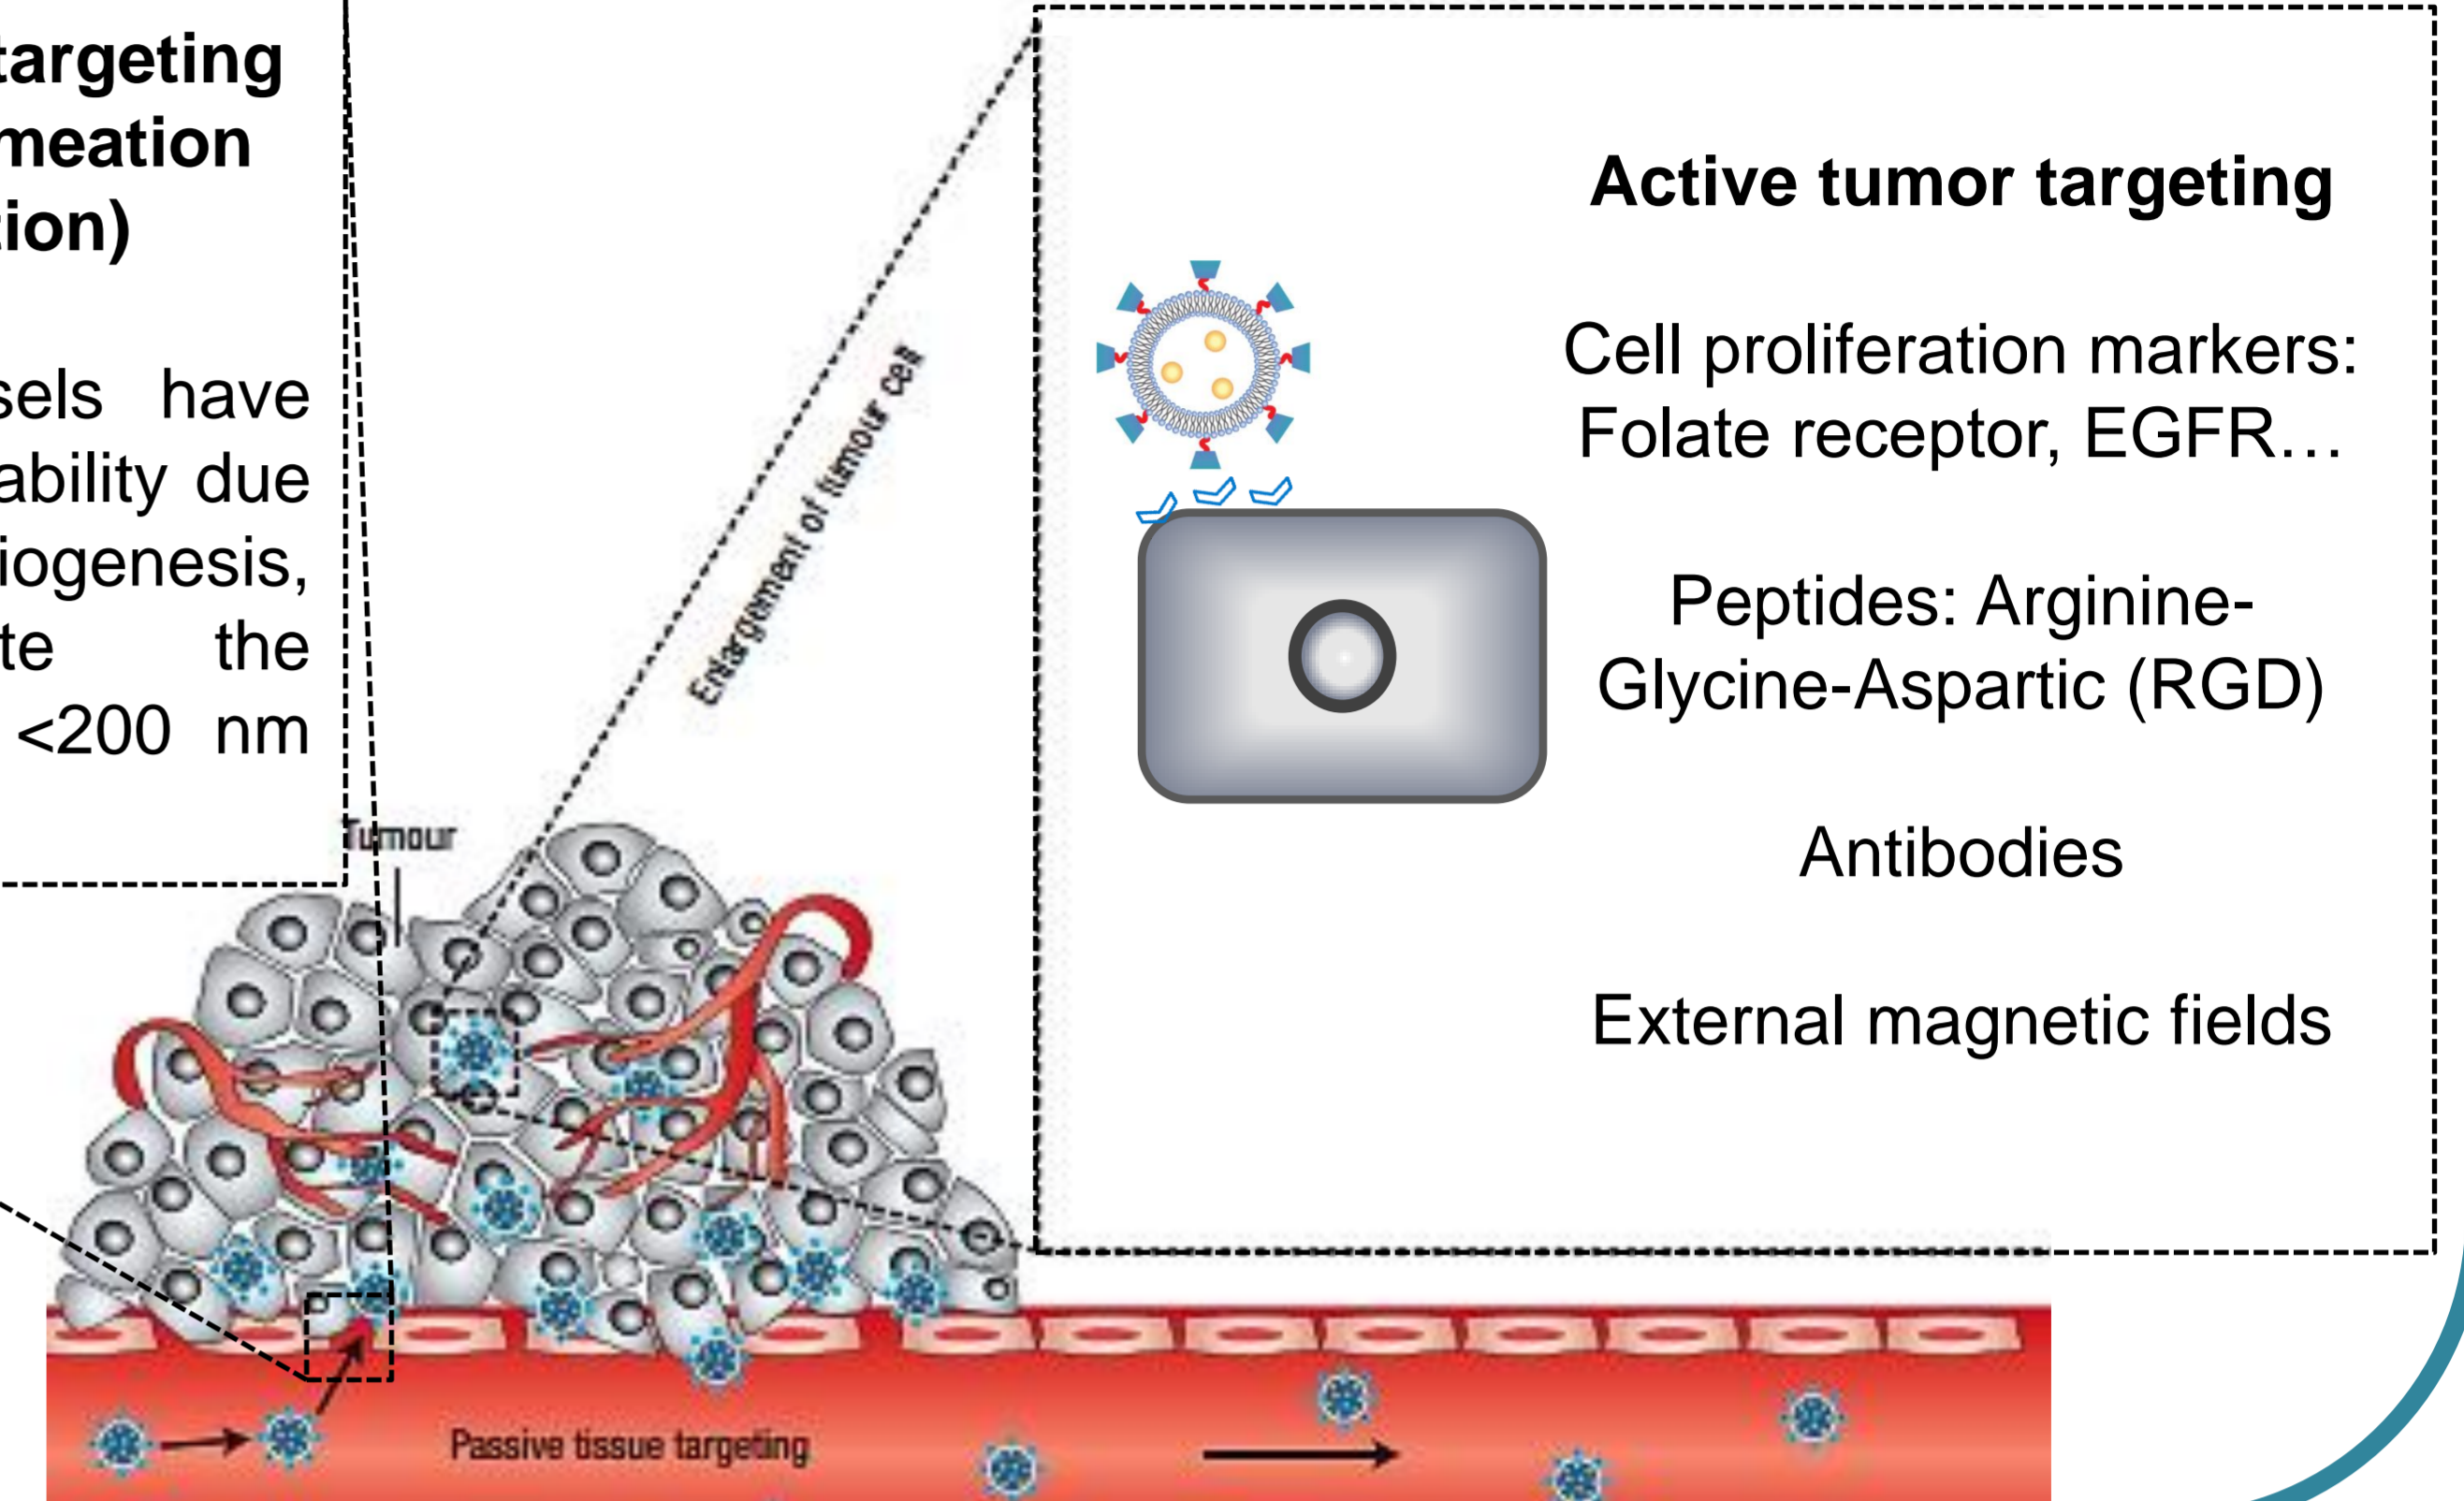 targeting
meation
tion)
sels have
ability due
iogenesis,
te the
<200 nm
Enlargement of tumour cell
Tumour
Active tumor targeting
Cell proliferation markers:
Folate receptor, EGFR…
Peptides: Arginine-
Glycine-Aspartic (RGD)
Antibodies
External magnetic fields
Passive tissue targeting